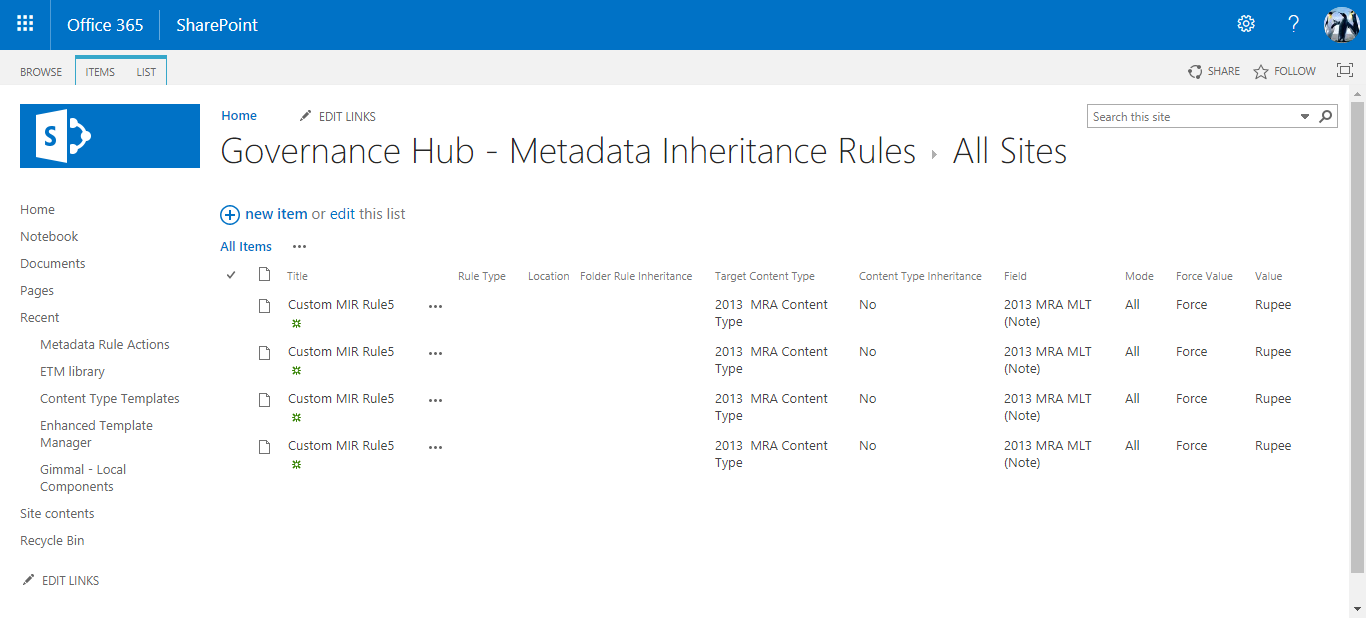 Office 365 SharePoint ?
BROWSE ITEMS LIST SHARE FOLLOW
S
Home EDIT LINKS Search this site
Governance Hub - Metadata Inheritance Rules ▸ All Sites
Home
Notebook
Documents
Pages
Recent
Metadata Rule Actions
ETM library
Content Type Templates
Enhanced Template
Manager
Gimmal - Local
Components
Site contents
Recycle Bin
EDIT LINKS
new item or edit this list
All Items ...
Title Rule Type Location Folder Rule Inheritance Target Content Type Content Type Inheritance Field Mode Force Value Value
Custom MIR Rule5 ... 2013 MRA Content No 2013 MRA MLT All Force Rupee
Type (Note)
Custom MIR Rule5 ... 2013 MRA Content No 2013 MRA MLT All Force Rupee
Type (Note)
Custom MIR Rule5 ... 2013 MRA Content No 2013 MRA MLT All Force Rupee
Type (Note)
Custom MIR Rule5 ... 2013 MRA Content No 2013 MRA MLT All Force Rupee
Type (Note)